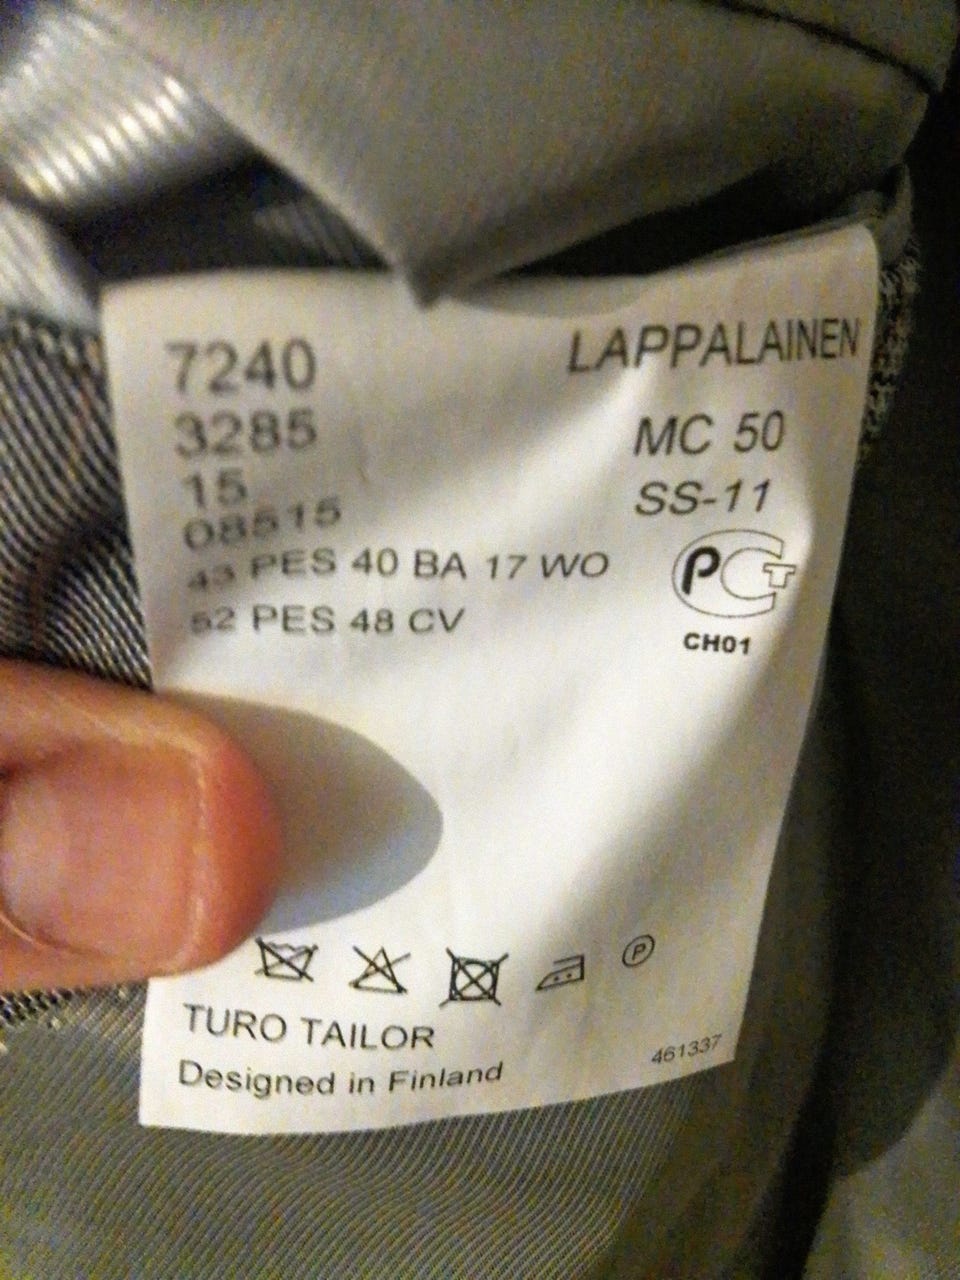 7240
LAPPALAINEN
3285
MC 50
15
SS-11
08515
43 PES 40 BA 17 WO
52 PES 48 CV
РСТ
CH01
P
TURO TAILOR
Designed in Finland
461337